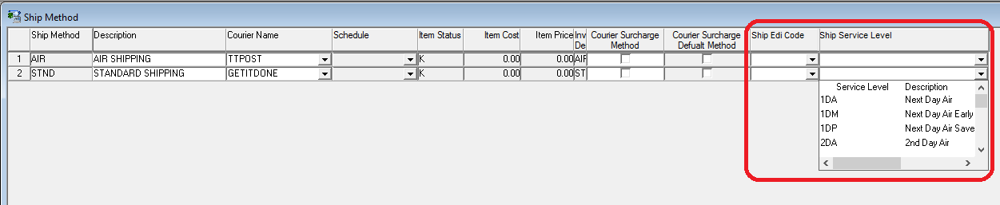 Ship Method
Ship Method Description Courier Name Schedule Item Status Item Cost Item Price Inv De Courier Surcharge Method Courier Surcharge Defualt Method Ship Edi Code Ship Service Level
1 AIR AIR SHIPPING TTPOST K 0.00 0.00 AIF
2 STND STANDARD SHIPPING GETITDONE K 0.00 0.00 ST
Service Level Description
1DA Next Day Air
1DM Next Day Air Early
1DP Next Day Air Save
2DA 2nd Day Air